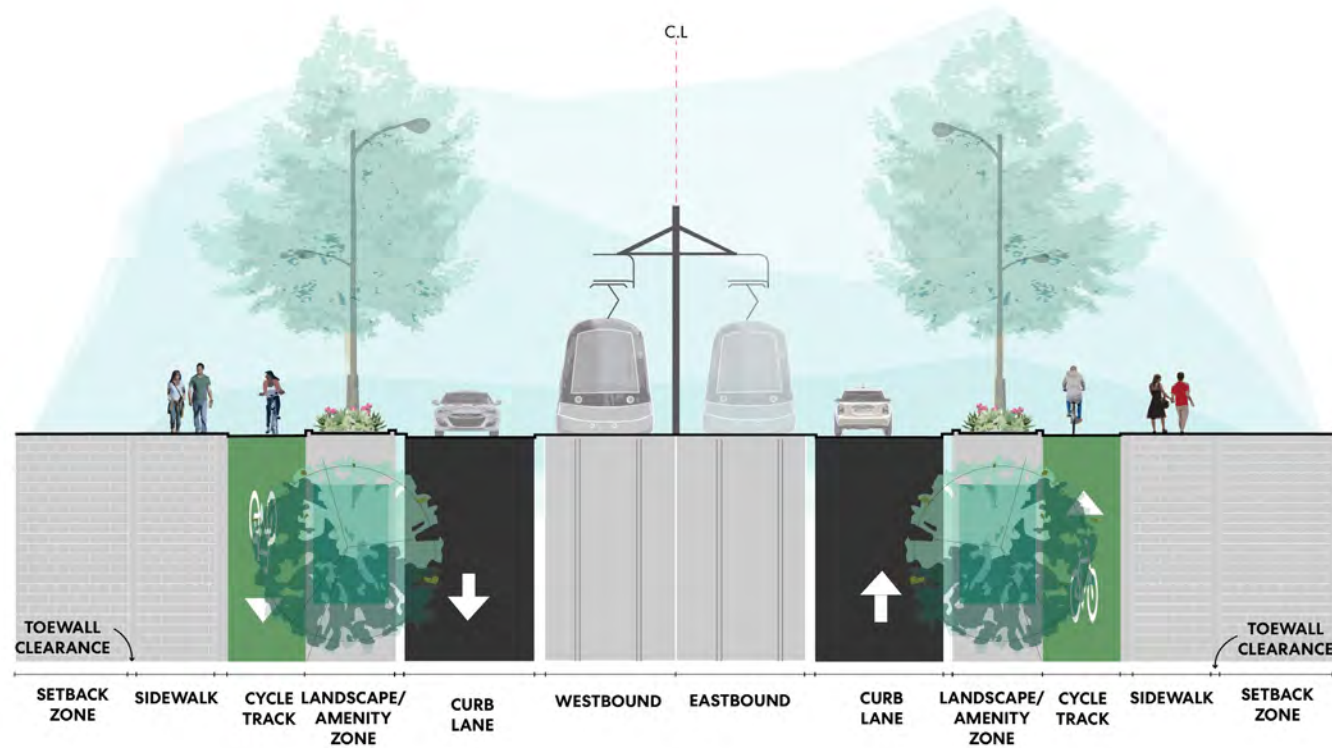 C.L
TOEWALL
CLEARANCE
TOEWALL
CLEARANCE
SETBACK
ZONE
SIDEWALK
CYCLE
TRACK
LANDSCAPE/
AMENITY
ZONE
CURB
LANE
WESTBOUND
EASTBOUND
CURB
LANE
LANDSCAPE/
AMENITY
ZONE
CYCLE
TRACK
SIDEWALK
SETBACK
ZONE